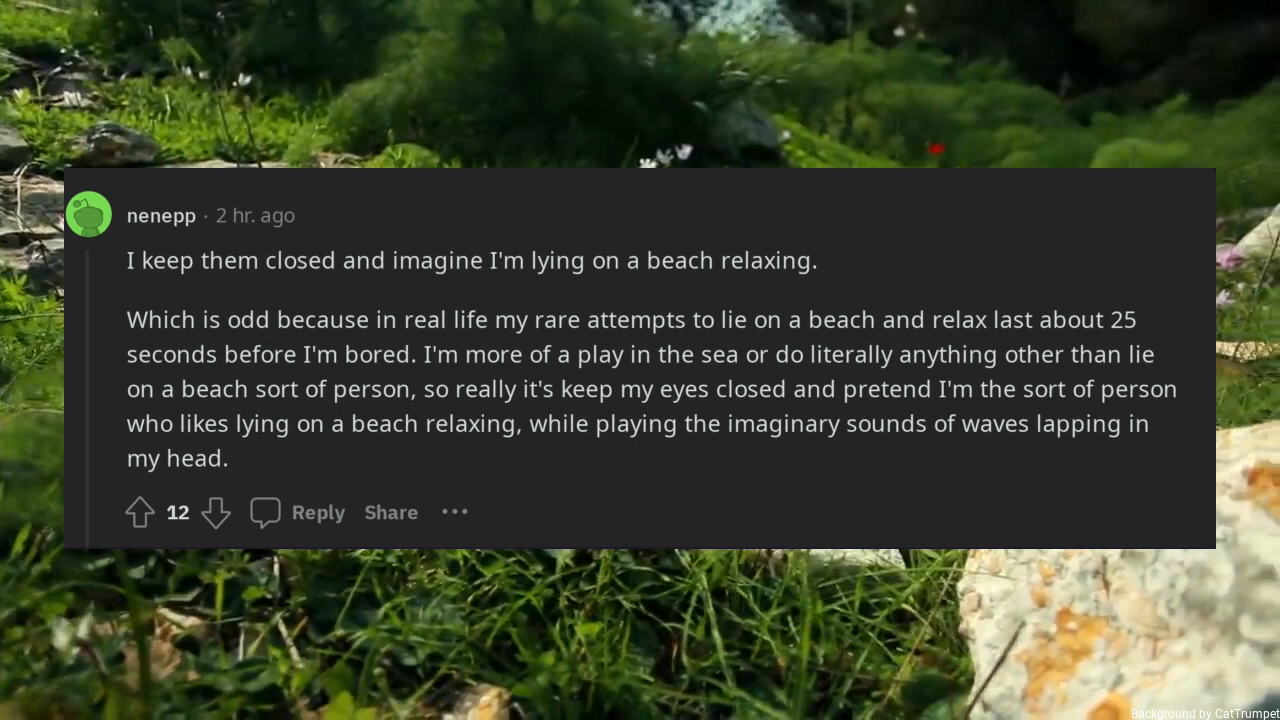 nenepp · 2 hr. ago
I keep them closed and imagine I'm lying on a beach relaxing.
Which is odd because in real life my rare attempts to lie on a beach and relax last about 25
seconds before I'm bored. I'm more of a play in the sea or do literally anything other than lie
on a beach sort of person, so really it's keep my eyes closed and pretend I'm the sort of person
who likes lying on a beach relaxing, while playing the imaginary sounds of waves lapping in
my head.
12 Reply Share ···
Background by CatTrumpet